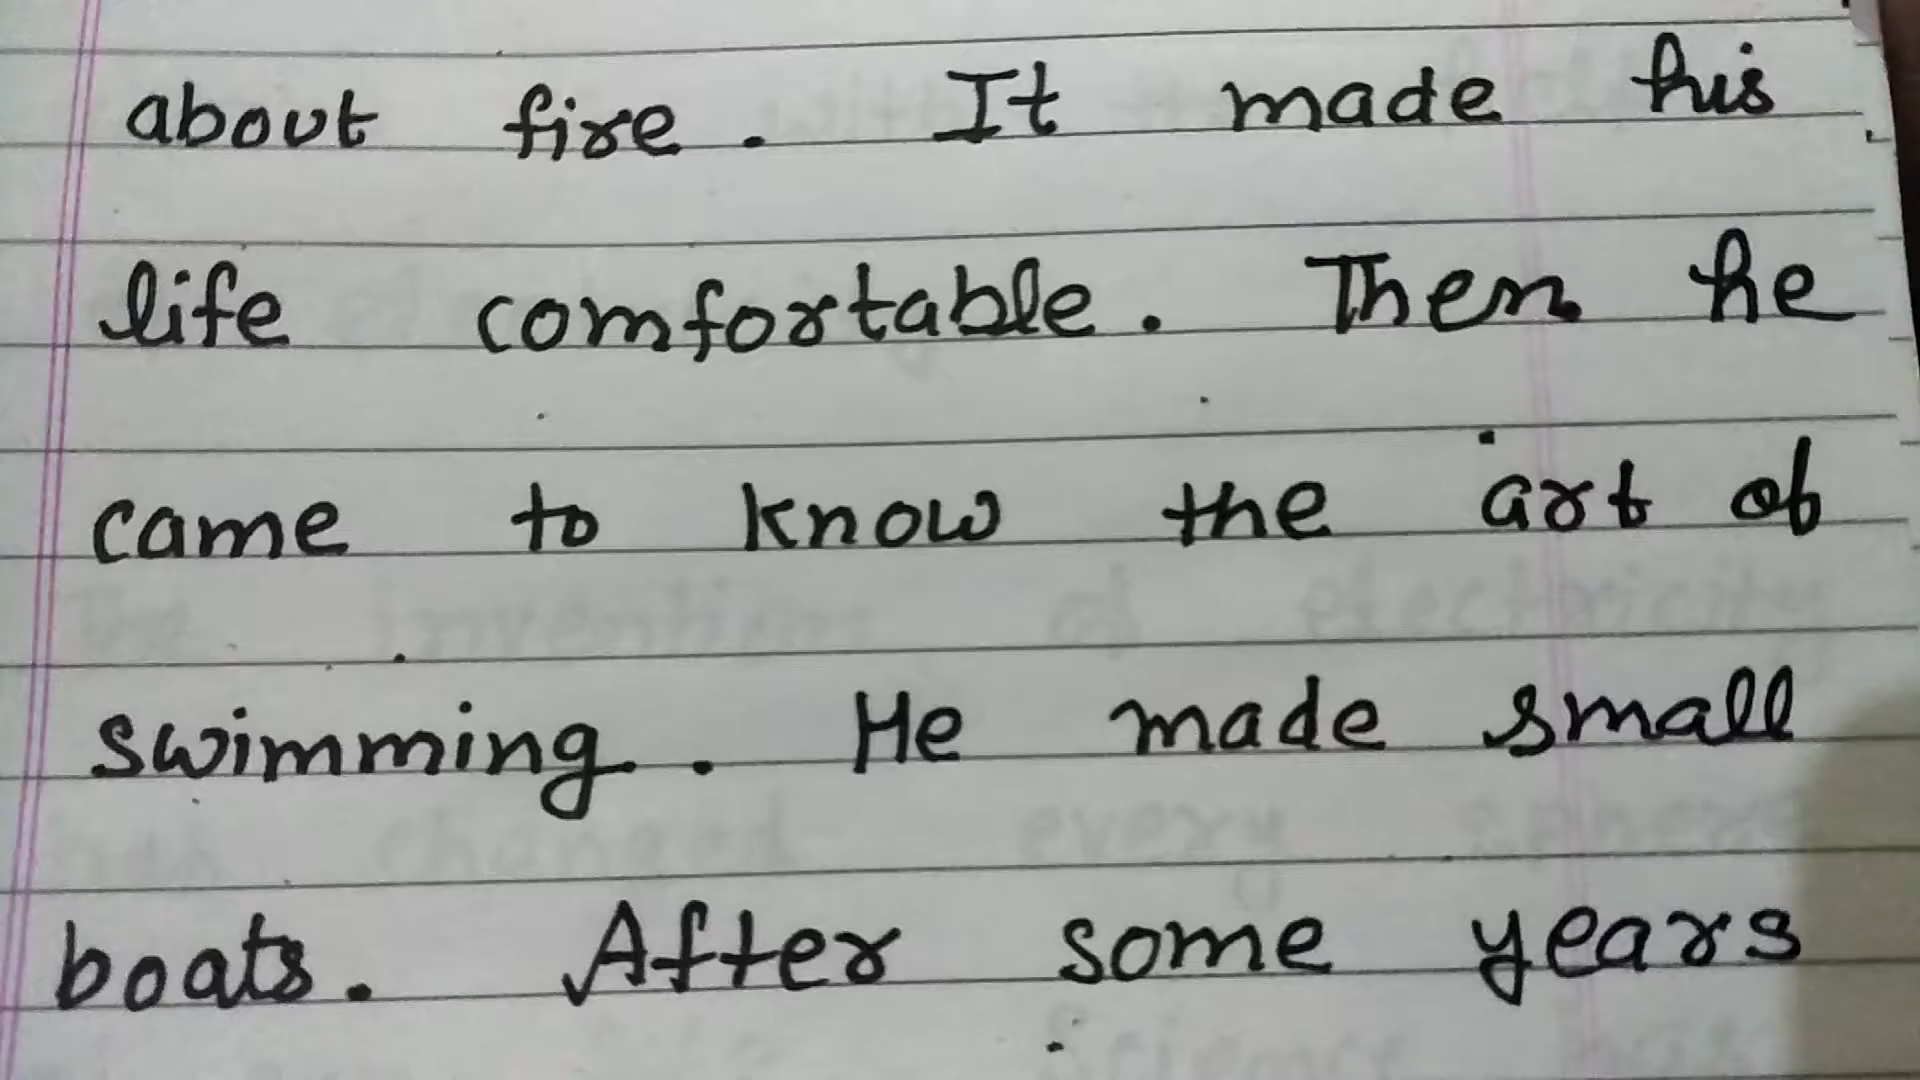 about fire. It made his
life comfortable. Then he
came to know the art of
swimming. He made small
boats. After some years